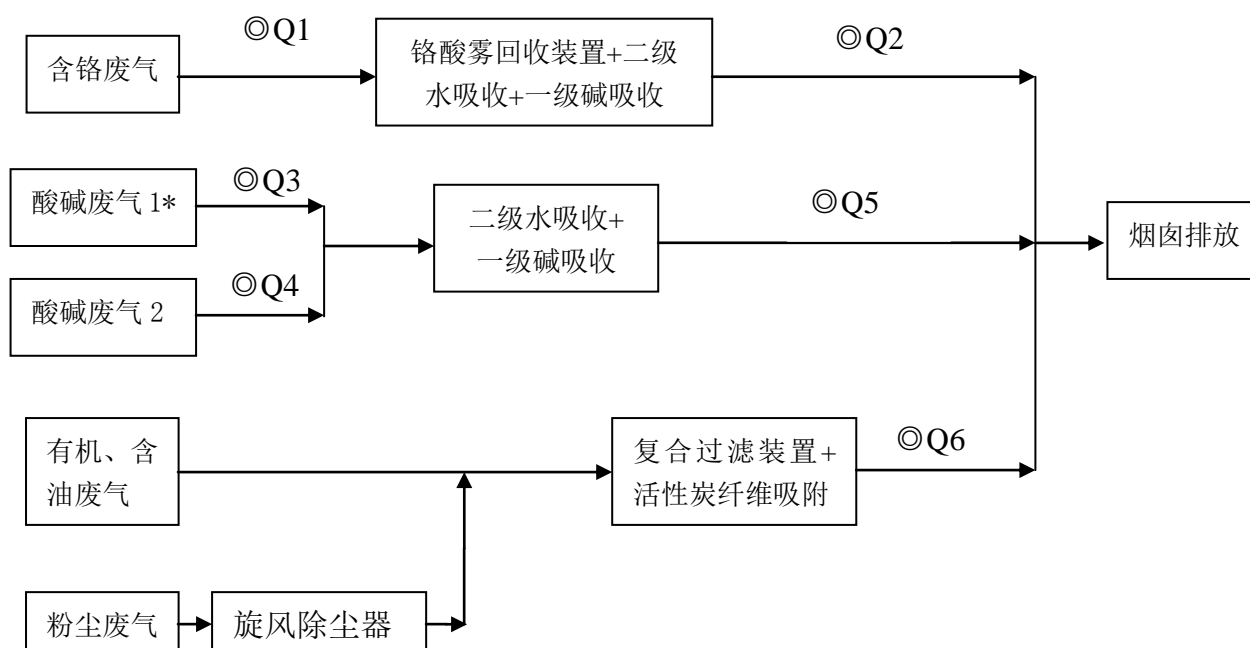 ◎Q1
◎Q2
含铬废气
铬酸雾回收装置+二级
水吸收+一级碱吸收
酸碱废气 1*
◎Q3
二级水吸收+
一级碱吸收
◎Q5
烟囱排放
酸碱废气 2
◎Q4
有机、含
油废气
复合过滤装置+
活性炭纤维吸附
◎Q6
粉尘废气
旋风除尘器